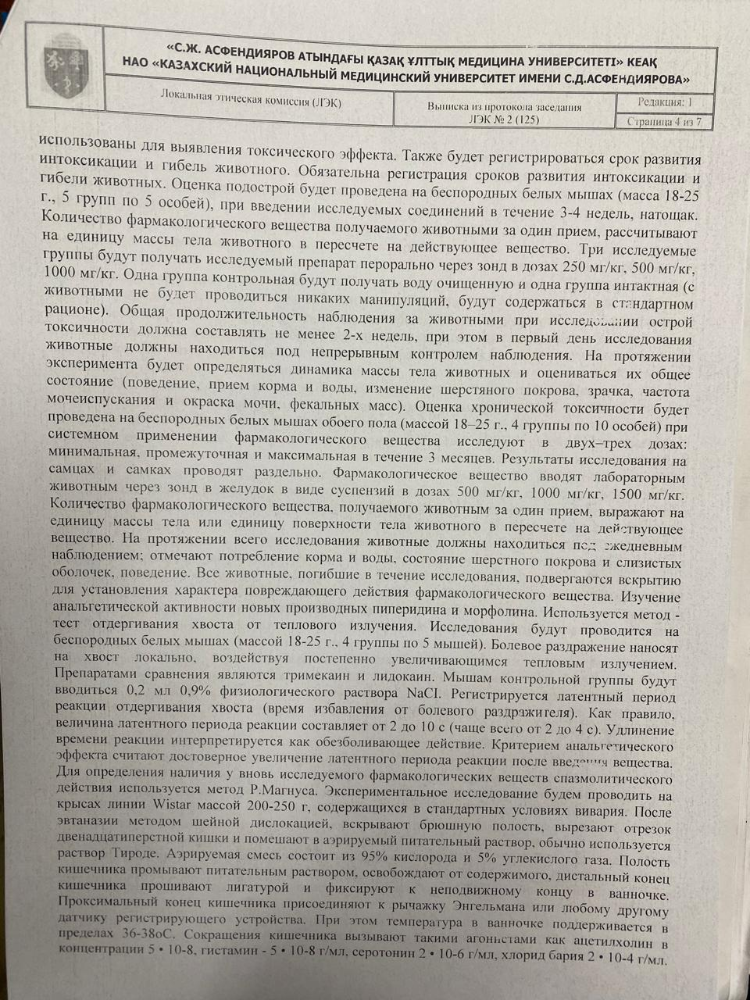 «С.Ж. АСФЕНДИЯРОВ АТЫНДАҒЫ ҚАЗАҚ ҰЛТТЫҚ МЕДИЦИНА УНИВЕРСИТЕТІ» КЕАҚ
НАО «КАЗАХСКИЙ НАЦИОНАЛЬНЫЙ МЕДИЦИНСКИЙ УНИВЕРСИТЕТ ИМЕНИ С.Д.АСФЕНДИЯРОВА»
Локальная этическая комиссия (ЛЭК)
Выписка из протокола заседания
ЛЭК № 2 (125)
Редакция: 1
Страница 4 из 7
использованы для выявления токсического эффекта. Также будет регистрироваться срок развития
интоксикации и гибель животного. Обязательна регистрация сроков развития интоксикации и
гибели животных. Оценка подострой будет проведена на беспородных белых мышах (масса 18-25
г., 5 групп по 5 особей), при введении исследуемых соединений в течение 3-4 недель, натощак.
Количество фармакологического вещества получаемого животными за один прием, рассчитывают
на единицу массы тела животного в пересчете на действующее вещество. Три исследуемые
группы будут получать исследуемый препарат перорально через зонд в дозах 250 мг/кг, 500 мг/кг,
1000 мг/кг. Одна группа контрольная будут получать воду очищенную и одна группа интактная (с
животными не будет проводиться никаких манипуляций, будут содержаться в стандартном
рационе). Общая продолжительность наблюдения за животными при исследовании острой
токсичности должна составлять не менее 2-х недель, при этом в первый день исследования
животные должны находиться под непрерывным контролем наблюдения. На протяжении
эксперимента будет определяться динамика массы тела животных и оцениваться их общее
состояние (поведение, прием корма и воды, изменение шерстяного покрова, зрачка, частота
мочеиспускания и окраска мочи, фекальных масс). Оценка хронической токсичности будет
проведена на беспородных белых мышах обоего пола (массой 18–25 г., 4 группы по 10 особей) при
системном применении фармакологического вещества исследуют в двух–трех дозах:
минимальная, промежуточная и максимальная в течение 3 месяцев. Результаты исследования на
самцах и самках проводят раздельно. Фармакологическое вещество вводят лабораторным
животным через зонд в желудок в виде суспензий в дозах 500 мг/кг, 1000 мг/кг, 1500 мг/кг.
Количество фармакологического вещества, получаемого животным за один прием, выражают на
единицу массы тела или единицу поверхности тела животного в пересчете на действующее
вещество. На протяжении всего исследования животные должны находиться под ежедневным
наблюдением; отмечают потребление корма и воды, состояние шерстного покрова и слизистых
оболочек, поведение. Все животные, погибшие в течение исследования, подвергаются вскрытию
для установления характера повреждающего действия фармакологического вещества. Изучение
анальгетической активности новых производных пиперидина и морфолина. Используется метод -
тест отдергивания хвоста от теплового излучения. Исследования будут проводится на
беспородных белых мышах (массой 18-25 г., 4 группы по 5 мышей). Болевое раздражение наносят
на хвост локально, воздействуя постепенно увеличивающимся тепловым излучением.
Препаратами сравнения являются тримекаин и лидокаин. Мышам контрольной группы будут
вводиться 0,2 мл 0,9% физиологического раствора NaCI. Регистрируется латентный период
реакции отдергивания хвоста (время избавления от болевого раздражителя). Как правило,
величина латентного периода реакции составляет от 2 до 10 с (чаще всего от 2 до 4 с). Удлинение
времени реакции интерпретируется как обезболивающее действие. Критерием анальгетического
эффекта считают достоверное увеличение латентного периода реакции после введения вещества.
Для определения наличия у вновь исследуемого фармакологических веществ спазмолитического
действия используется метод Р.Магнуса. Экспериментальное исследование будем проводить на
крысах линии Wistar массой 200-250 г, содержащихся в стандартных условиях вивария. После
эвтаназии методом шейной дислокацией, вскрывают брюшную полость, вырезают отрезок
двенадцатиперстной кишки и помешают в аэрируемый питательный раствор, обычно используется
раствор Тироде. Аэрируемая смесь состоит из 95% кислорода и 5% углекислого газа. Полость
кишечника промывают питательным раствором, освобождают от содержимого, дистальный конец
кишечника прошивают лигатурой и фиксируют к неподвижному концу в ванночке.
Проксимальный конец кишечника присоединяют к рычажку Энгельмана или любому другому
датчику регистрирующего устройства. При этом температура в ванночке поддерживается в
пределах 36-38оС. Сокращения кишечника вызывают такими агонистами как ацетилхолин в
концентрации 5 • 10-8, гистамин - 5 • 10-8 г/мл, серотонин 2 • 10-6 г/мл, хлорид бария 2 • 10-4 г/мл.